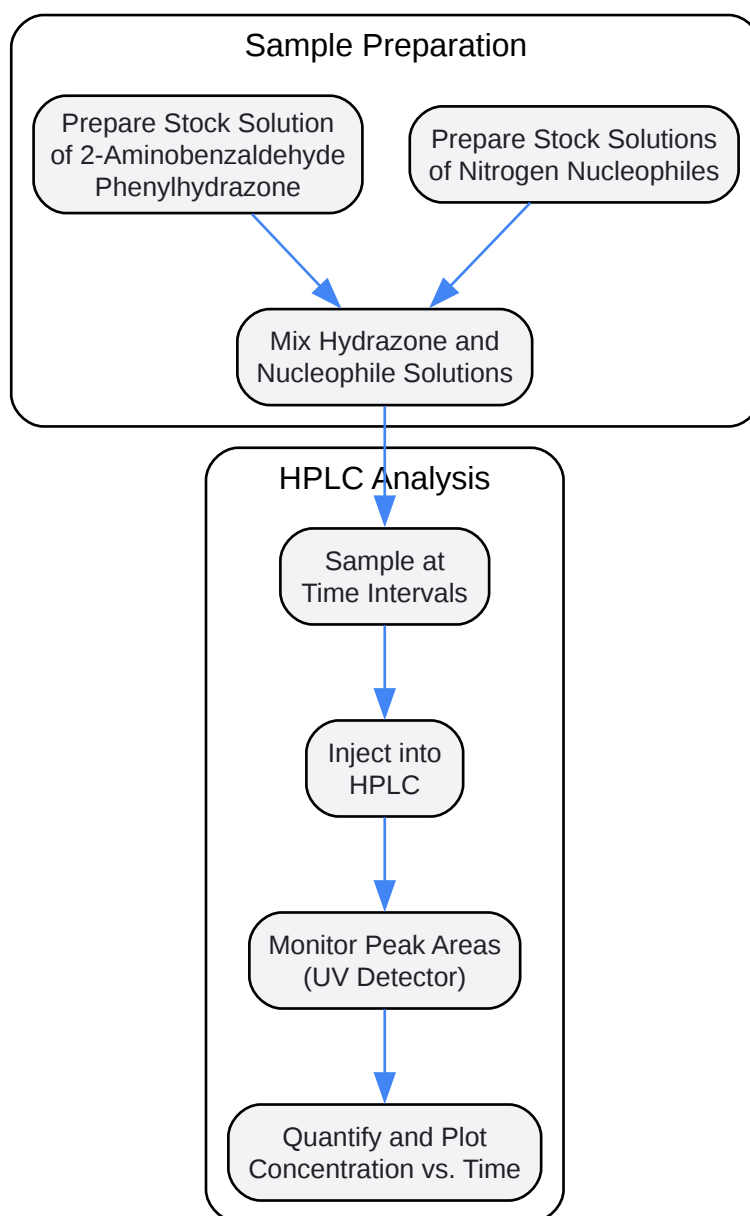 Sample Preparation
Prepare Stock Solution
of 2-Aminobenzaldehyde
Phenylhydrazone
Prepare Stock Solutions
of Nitrogen Nucleophiles
Mix Hydrazone and
Nucleophile Solutions
HPLC Analysis
Sample at
Time Intervals
Inject into
HPLC
Monitor Peak Areas
(UV Detector)
Quantify and Plot
Concentration vs. Time